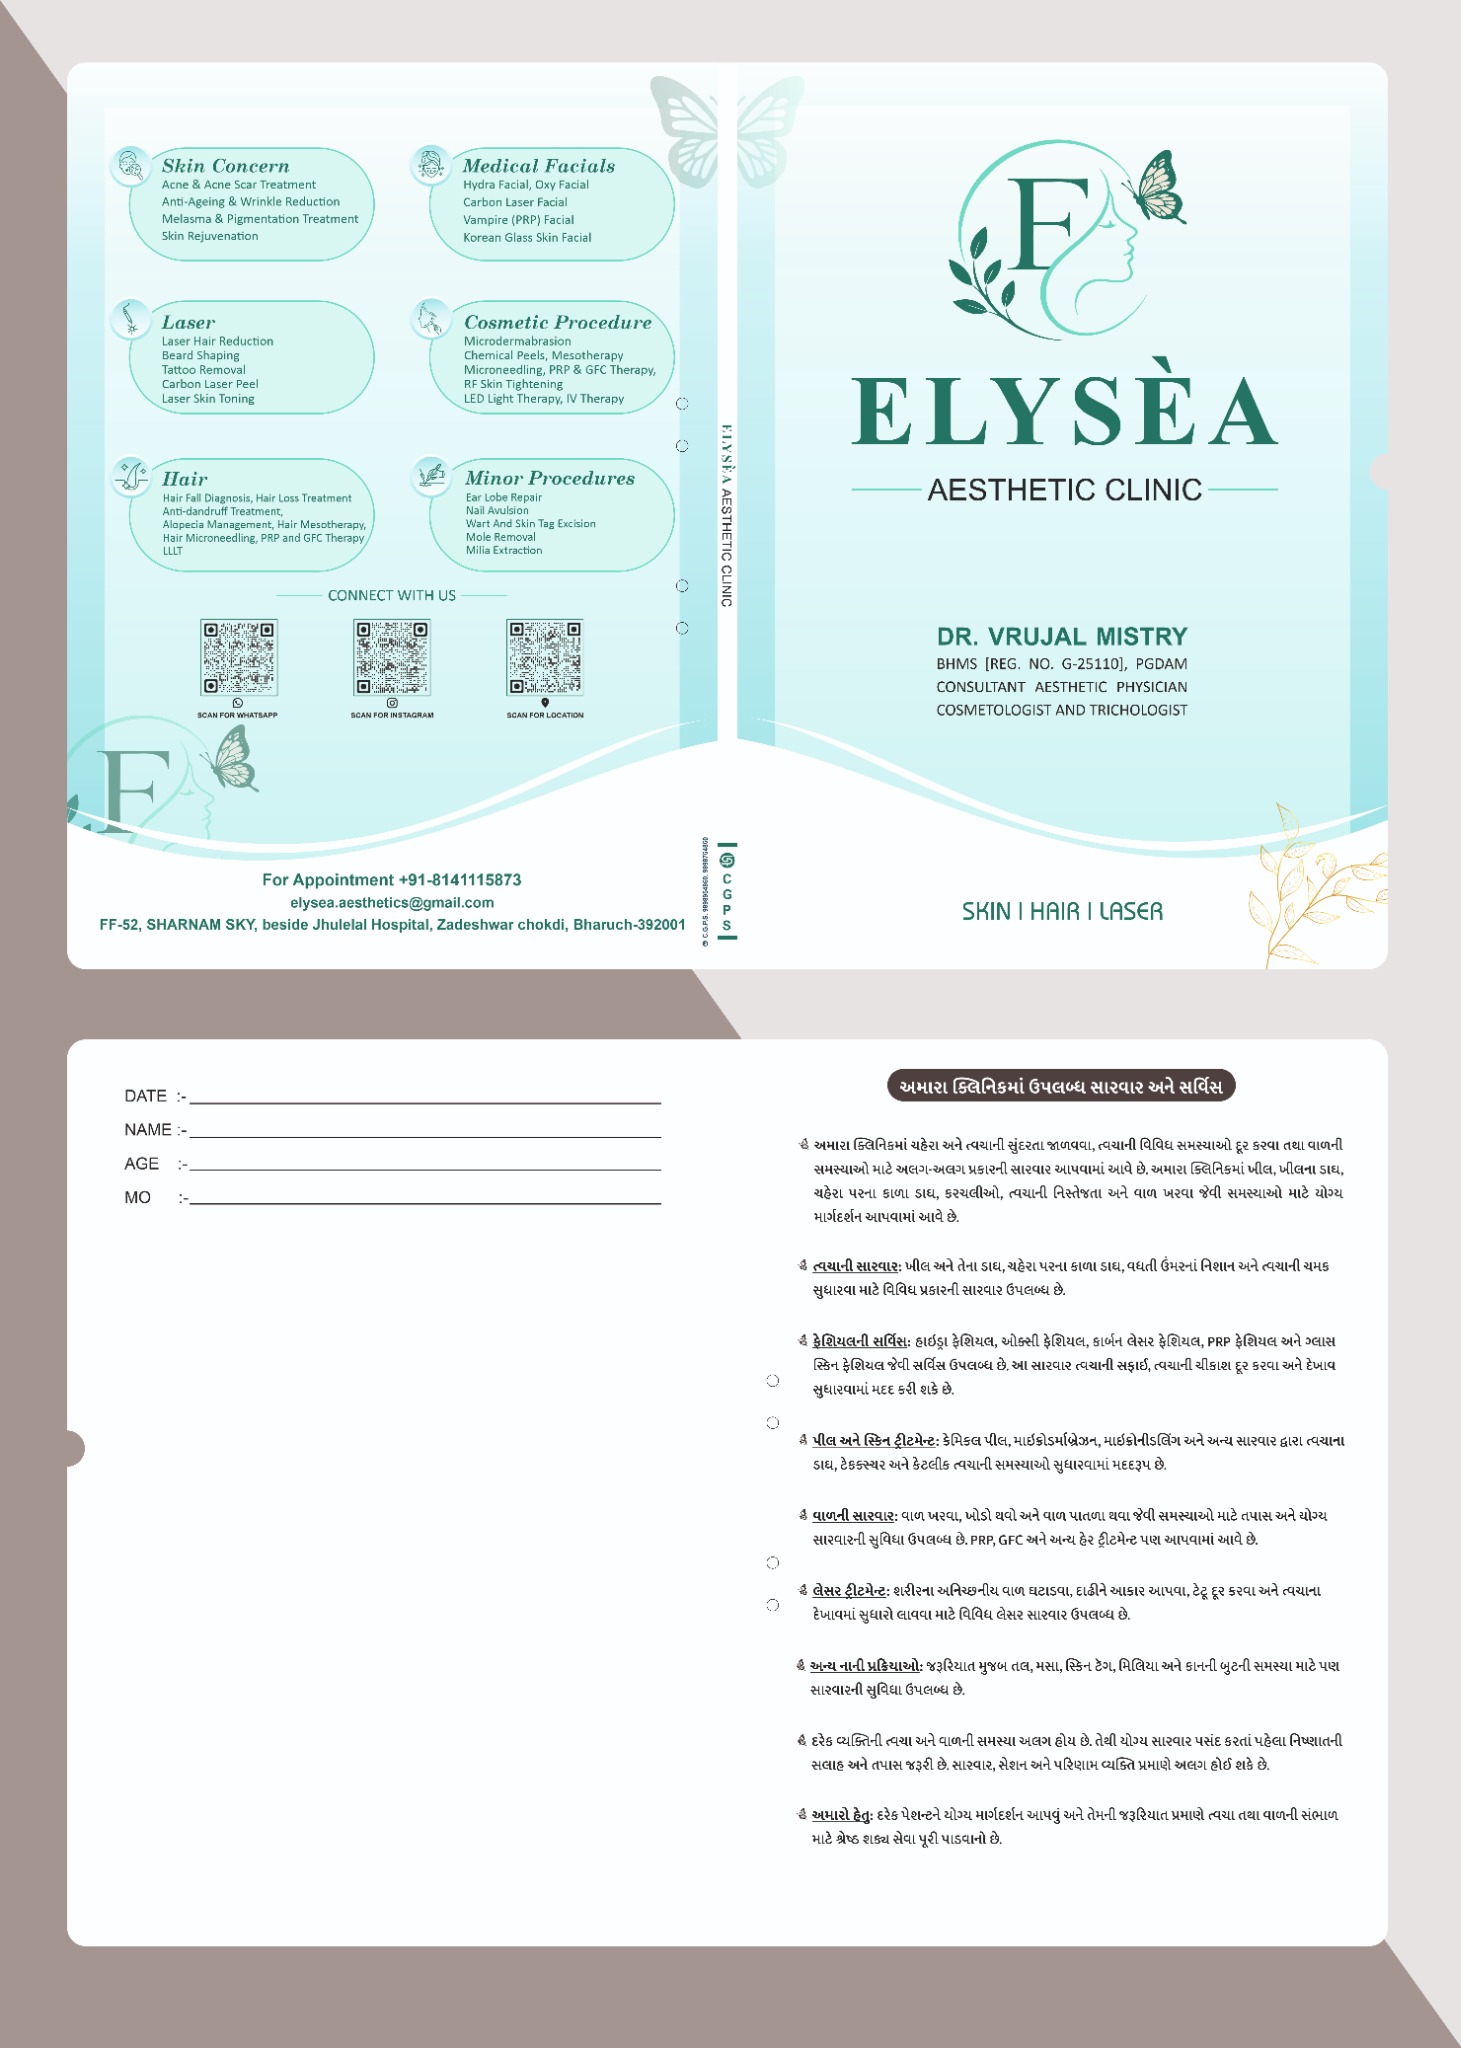 Skin Concern
Acne & Acne Scar Treatment
Anti-Ageing & Wrinkle Reduction
Melasma & Pigmentation Treatment
Skin Rejuvenation
Medical Facials
Hydra Facial, Oxy Facial
Carbon Laser Facial
Vampire (PRP) Facial
Korean Glass Skin Facial
Laser
Laser Hair Reduction
Beard Shaping
Tattoo Removal
Carbon Laser Peel
Laser Skin Toning
Cosmetic Procedure
Microdermabrasion
Chemical Peels, Mesotherapy
Microneedling, PRP & GFC Therapy,
RF Skin Tightening
LED Light Therapy, IV Therapy
Hair
Hair Fall Diagnosis, Hair Loss Treatment
Anti-dandruff Treatment,
Alopecia Management, Hair Mesotherapy,
Hair Microneedling, PRP and GFC Therapy
LLLT
Minor Procedures
Ear Lobe Repair
Nail Avulsion
Wart And Skin Tag Excision
Mole Removal
Milia Extraction
CONNECT WITH US
SCAN FOR WHATSAPP
SCAN FOR INSTAGRAM
SCAN FOR LOCATION
E
For Appointment +91-8141115873
elysea.aesthetics@gmail.com
FF-52, SHARNAM SKY, beside Jhulelal Hospital, Zadeshwar chokdi, Bharuch-392001
ELYSÈA AESTHETIC CLINIC
C.G.P.S.
CGPS
E
ELYSÈA
AESTHETIC CLINIC
DR. VRUJAL MISTRY
BHMS [REG. NO. G-25110], PGDAM
CONSULTANT AESTHETIC PHYSICIAN
COSMETOLOGIST AND TRICHOLOGIST
SKIN | HAIR | LASER
DATE :-
NAME :-
AGE :-
MO :-
અમારા ક્લિનિકમાં ઉપલબ્ધ સારવાર અને સર્વિસ
અમારા ક્લિનિકમાં ચહેરા અને ત્વચાની સુંદરતા જાળવવા, ત્વચાની વિવિધ સમસ્યાઓ દૂર કરવા તથા વાળની
સમસ્યાઓ માટે અલગ-અલગ પ્રકારની સારવાર આપવામાં આવે છે. અમારા ક્લિનિકમાં ખીલ, ખીલના ડાઘ,
ચહેરા પરના કાળા ડાઘ, કરચલીઓ, ત્વચાની નિસ્તેજતા અને વાળ ખરવા જેવી સમસ્યાઓ માટે યોગ્ય
માર્ગદર્શન આપવામાં આવે છે.
ત્વચાની સારવાર: ખીલ અને તેના ડાઘ, ચહેરા પરના કાળા ડાઘ, વધતી ઉંમરનાં નિશાન અને ત્વચાની ચમક
સુધારવા માટે વિવિધ પ્રકારની સારવાર ઉપલબ્ધ છે.
ફેશિયલની સર્વિસ: હાઇડ્રા ફેશિયલ, ઓક્સી ફેશિયલ, કાર્બન લેસર ફેશિયલ, PRP ફેશિયલ અને ગ્લાસ
સ્કિન ફેશિયલ જેવી સર્વિસ ઉપલબ્ધ છે. આ સારવાર ત્વચાની સફાઈ, ત્વચાની ચીકાશ દૂર કરવા અને દેખાવ
સુધારવામાં મદદ કરી શકે છે.
પીલ અને સ્કિન ટ્રીટમેન્ટ: કેમિકલ પીલ, માઇક્રોડર્માબ્રેઝન, માઇક્રોનીડલિંગ અને અન્ય સારવાર દ્વારા ત્વચાના
ડાઘ, ટેકક્સ્ચર અને કેટલીક ત્વચાની સમસ્યાઓ સુધારવામાં મદદરૂપ છે.
વાળની સારવાર: વાળ ખરવા, ખોડો થવો અને વાળ પાતળા થવા જેવી સમસ્યાઓ માટે તપાસ અને યોગ્ય
સારવારની સુવિધા ઉપલબ્ધ છે. PRP, GFC અને અન્ય હેર ટ્રીટમેન્ટ પણ આપવામાં આવે છે.
લેસર ટ્રીટમેન્ટ: શરીરના અનિચ્છનીય વાળ ઘટાડવા, દાઢીને આકાર આપવા, ટેટૂ દૂર કરવા અને ત્વચાના
દેખાવમાં સુધારો લાવવા માટે વિવિધ લેસર સારવાર ઉપલબ્ધ છે.
અન્ય નાની પ્રક્રિયાઓ: જરૂરિયાત મુજબ તલ, મસા, સ્કિન ટૅગ, મિલિયા અને કાનની બુટની સમસ્યા માટે પણ
સારવારની સુવિધા ઉપલબ્ધ છે.
દરેક વ્યક્તિની ત્વચા અને વાળની સમસ્યા અલગ હોય છે. તેથી યોગ્ય સારવાર પસંદ કરતાં પહેલા નિષ્ણાતની
સલાહ અને તપાસ જરૂરી છે. સારવાર, સેશન અને પરિણામ વ્યક્તિ પ્રમાણે અલગ હોઈ શકે છે.
અમારો હેતુ: દરેક પેશન્ટને યોગ્ય માર્ગદર્શન આપવું અને તેમની જરૂરિયાત પ્રમાણે ત્વચા તથા વાળની સંભાળ
માટે શ્રેષ્ઠ શક્ય સેવા પૂરી પાડવાનો છે.